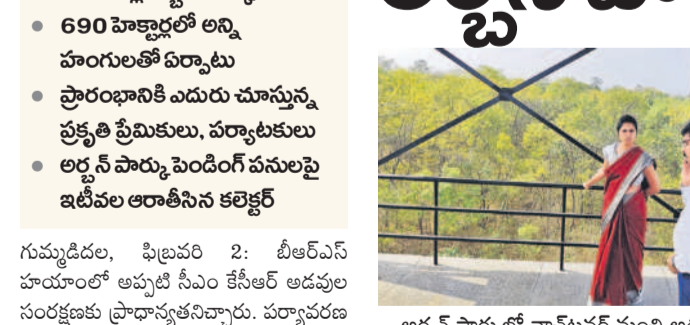 690 హెక్టార్లలో అన్ని
హంగులతో ఏర్పాటు
ప్రారంభానికి ఎదురు చూస్తున్న
ప్రకృతి ప్రేమికులు, పర్యాటకులు
అర్బన్ పార్కు పెండింగ్ పనులపై
ఇటీవల ఆరాతీసిన కలెక్టర్
గుమ్మడిదల, ఫిబ్రవరి 2: బీఆర్ఎస్
హయాంలో అప్పటి సీఎం కేసీఆర్ అడవుల
సంరక్షణకు ప్రాధాన్యతనిచ్చారు. పర్యావరణ